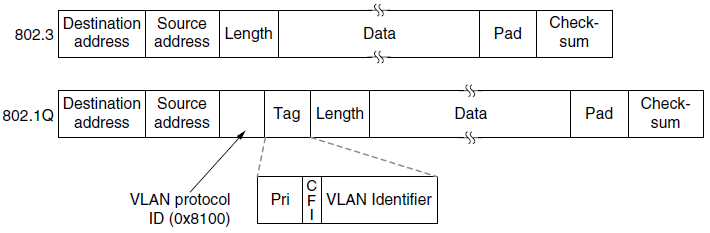 802.3
Destination address
Source address
Length
Data
Pad
Check-
sum
802.1Q
Destination address
Source address
Tag
Length
Data
Pad
Check-
sum
VLAN protocol
ID (0x8100)
Pri
C
F
I
VLAN Identifier